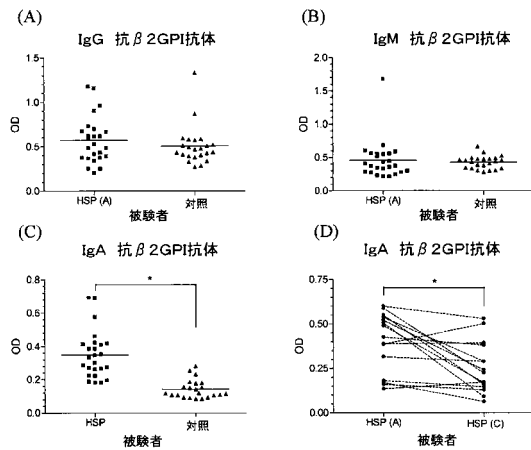 (A)
IgG 抗β2GPI抗体
OD
1.5
1.0
0.5
0.0
HSP (A)
対照
被験者
(B)
IgM 抗β2GPI抗体
OD
2.0
1.5
1.0
0.5
0.0
HSP (A)
対照
被験者
(C)
IgA 抗β2GPI抗体
*
OD
0.8
0.6
0.4
0.2
0.0
HSP
対照
被験者
(D)
IgA 抗β2GPI抗体
*
OD
0.75
0.50
0.25
0.00
HSP (A)
HSP (C)
被験者